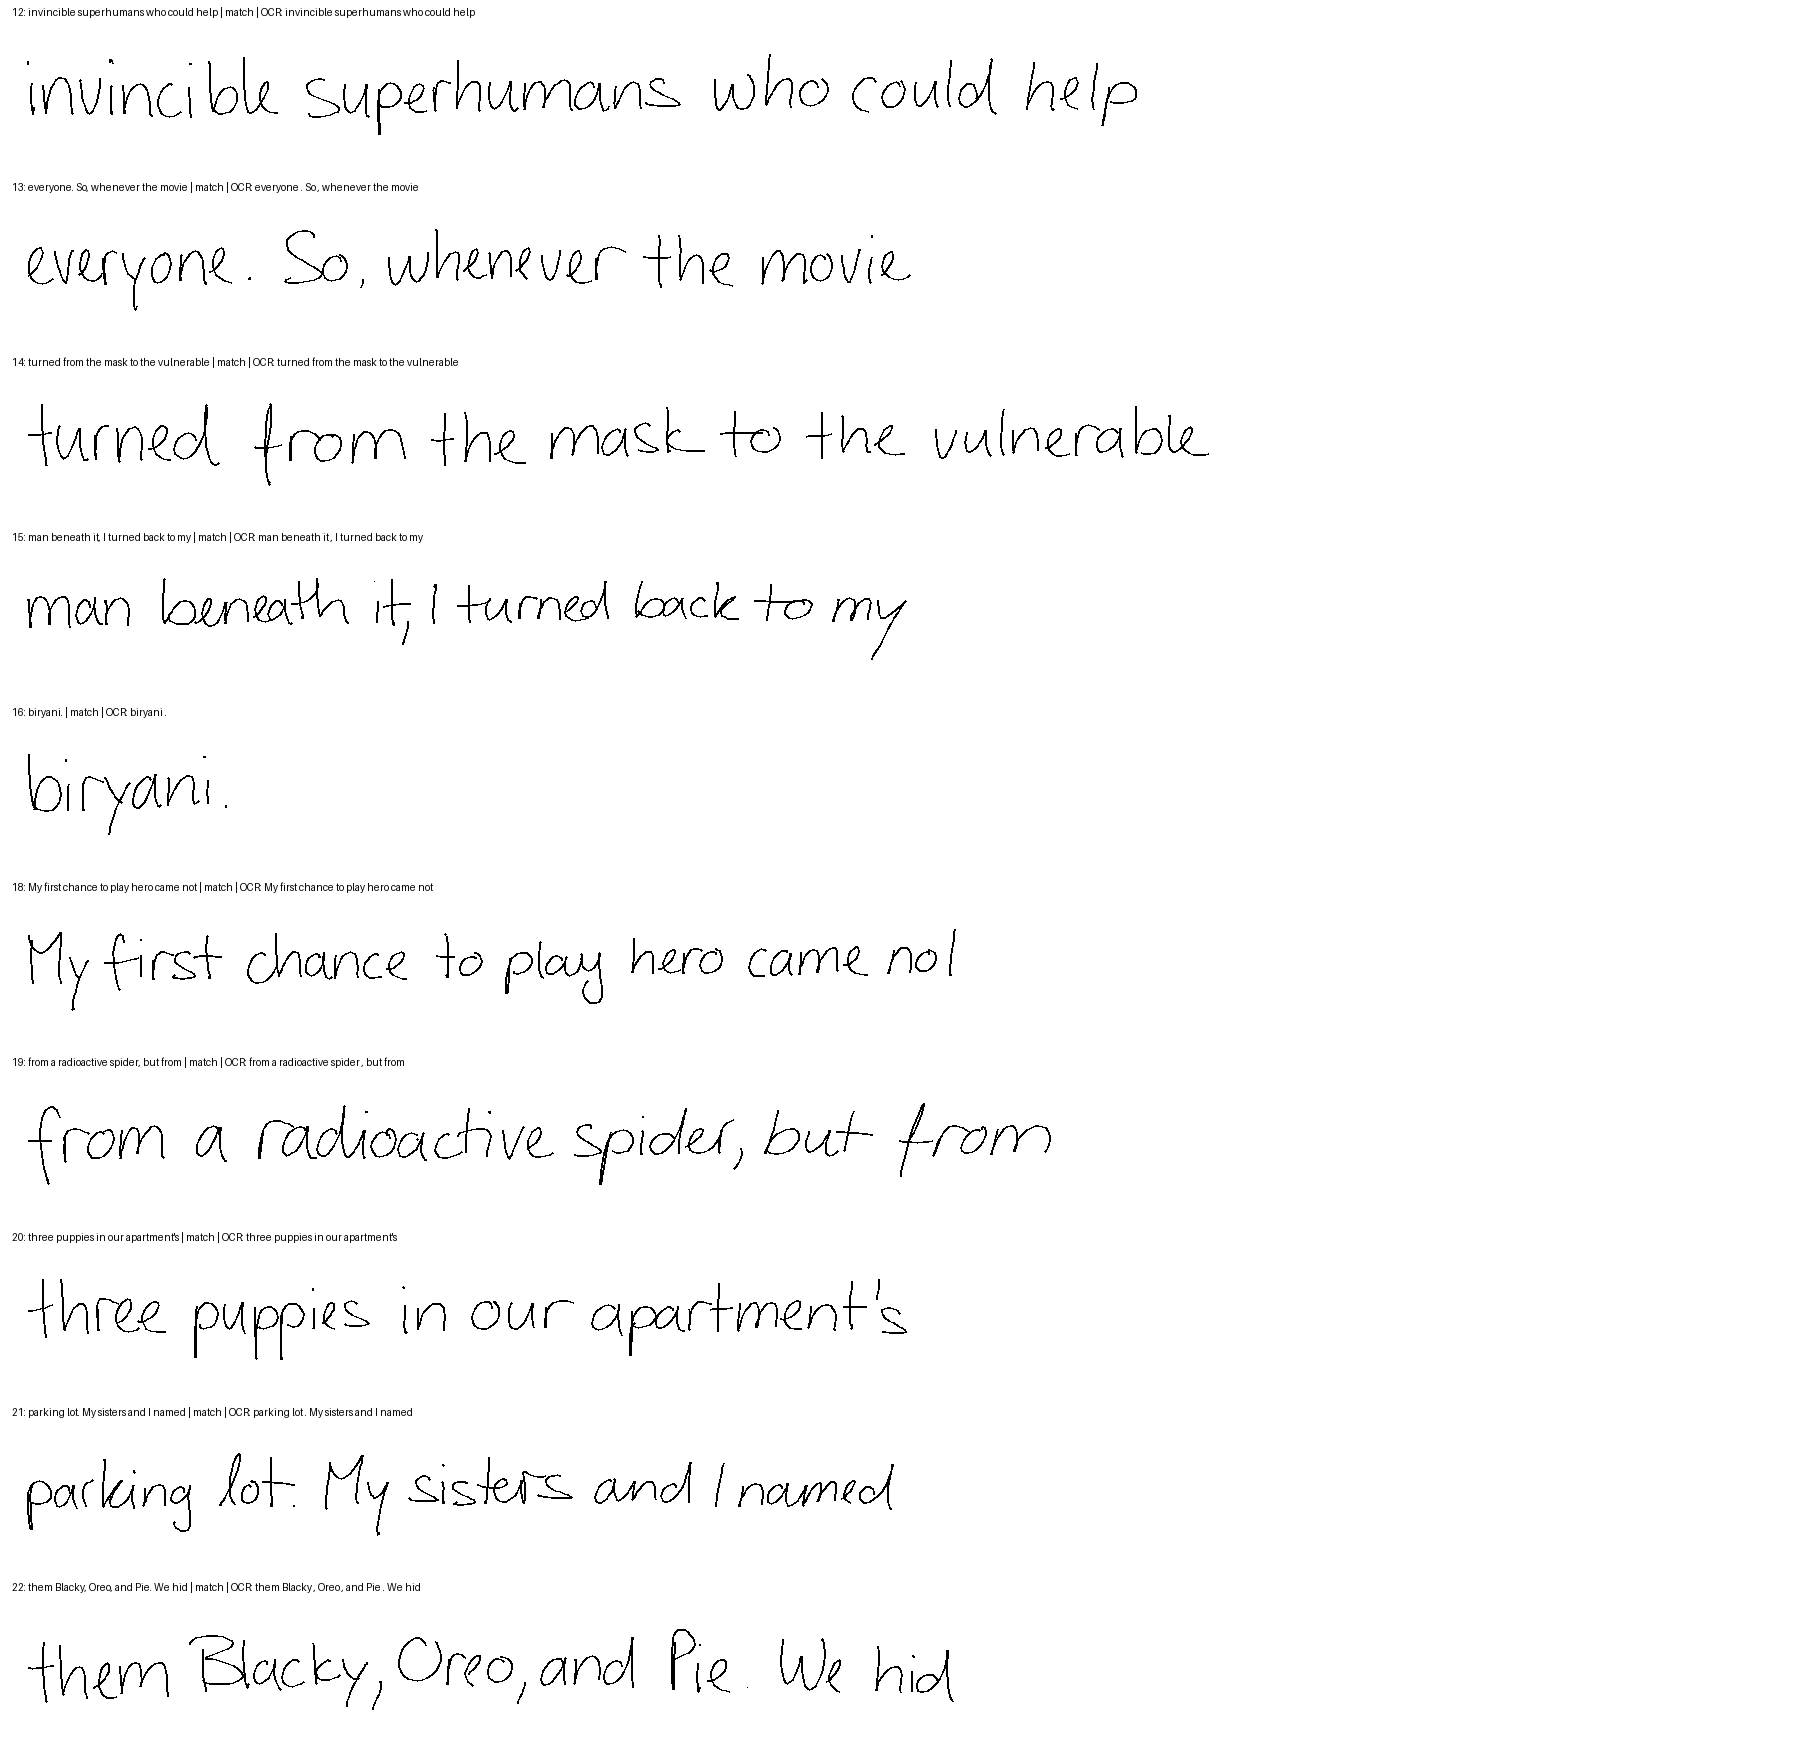 12: invincible superhumans who could help | match | OCR: invincible superhumans who could help
invincible superhumans who could help
13: everyone. So, whenever the movie | match | OCR: everyone . So , whenever the movie
everyone. So, whenever the movie
14: turned from the mask to the vulnerable | match | OCR: turned from the mask to the vulnerable
turned from the mask to the vulnerable
15: man beneath it, I turned back to my | match | OCR: man beneath it , I turned back to my
man beneath it, I turned back to my
16: biryani. | match | OCR: biryani .
biryani.
18: My first chance to play hero came not | match | OCR: My first chance to play hero came not
My first chance to play hero came nol
19: from a radioactive spider, but from | match | OCR: from a radioactive spider , but from
from a radioactive spider, but from
20: three puppies in our apartment's | match | OCR: three puppies in our apartment's
three puppies in our apartment's
21: parking lot. My sisters and I named | match | OCR: parking lot . My sisters and I named
parking lot. My sisters and I named
22: them Blacky, Oreo, and Pie. We hid | match | OCR: them Blacky , Oreo , and Pie . We hid
them Blacky, Oreo, and Pie. We hid